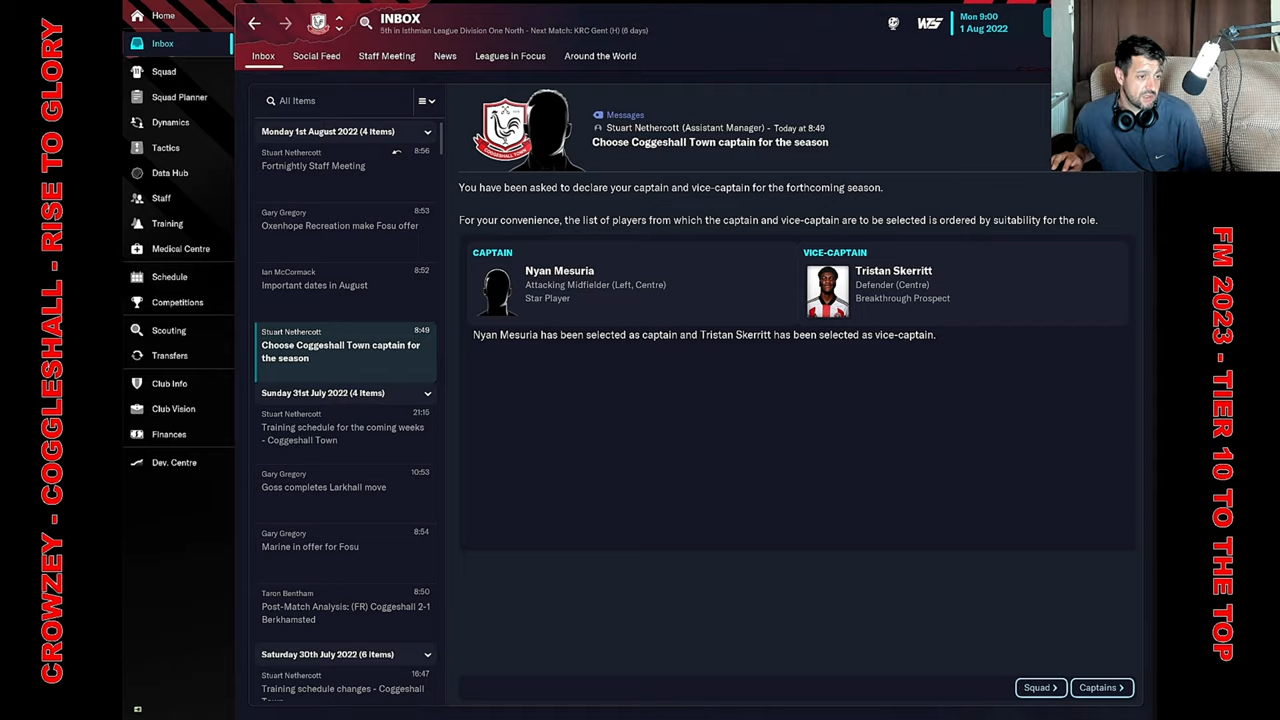 CROWZEY - COGGLESHALL - RISE TO GLORY
Home
Inbox
Squad
Squad Planner
Dynamics
Tactics
Data Hub
Staff
Training
Medical Centre
Schedule
Competitions
Scouting
Transfers
Club Info
Club Vision
Finances
Dev. Centre
INBOX
5th in Isthmian League Division One North - Next Match: KRC Gent (H) (6 days)
Mon 9:00
1 Aug 2022
Inbox
Social Feed
Staff Meeting
News
Leagues in Focus
Around the World
All Items
Monday 1st August 2022 (4 Items)
Stuart Nethercott 8:56
Fortnightly Staff Meeting
Gary Gregory 8:53
Oxenhope Recreation make Fosu offer
Ian McCormack 8:52
Important dates in August
Stuart Nethercott 8:49
Choose Coggeshall Town captain for
the season
Sunday 31st July 2022 (4 Items)
Stuart Nethercott 21:15
Training schedule for the coming weeks
- Coggeshall Town
Gary Gregory 10:53
Goss completes Larkhall move
Gary Gregory 8:54
Marine in offer for Fosu
Taron Bentham 8:50
Post-Match Analysis: (FR) Coggeshall 2-1
Berkhamsted
Saturday 30th July 2022 (6 Items)
Stuart Nethercott 16:47
Training schedule changes - Coggeshall
COGGESHALL TOWN
Messages
Stuart Nethercott (Assistant Manager) - Today at 8:49
Choose Coggeshall Town captain for the season
You have been asked to declare your captain and vice-captain for the forthcoming season.
For your convenience, the list of players from which the captain and vice-captain are to be selected is ordered by suitability for the role.
CAPTAIN
Nyan Mesuria
Attacking Midfielder (Left, Centre)
Star Player
VICE-CAPTAIN
Tristan Skerritt
Defender (Centre)
Breakthrough Prospect
Nyan Mesuria has been selected as captain and Tristan Skerritt has been selected as vice-captain.
Squad
Captains
FM 2023 - TIER 10 TO THE TOP